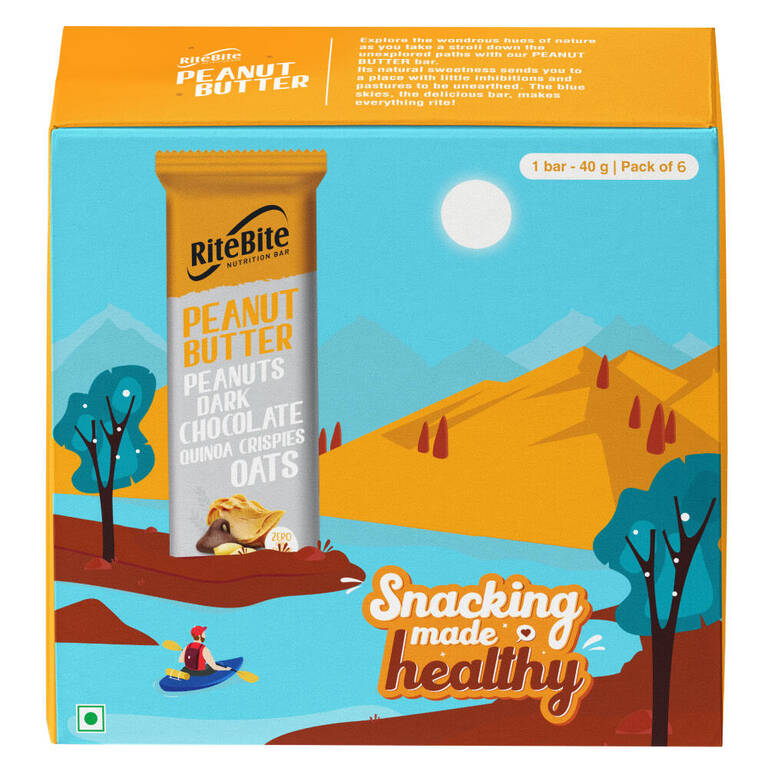 RiteBite
PEANUT
BUTTER
Explore the wondrous hues of nature
as you take a stroll down the
unexplored paths with our PEANUT
BUTTER bar.
Its natural sweetness sends you to
a place with little inhibitions and
pastures to be unearthed. The blue
skies, the delicious bar, makes
everything rite!
1 bar - 40 g | Pack of 6
RiteBite
NUTRITION BAR
PEANUT
BUTTER
PEANUTS
DARK
CHOCOLATE
QUINOA CRISPIES
OATS
ZERO
Snacking
made
healthy